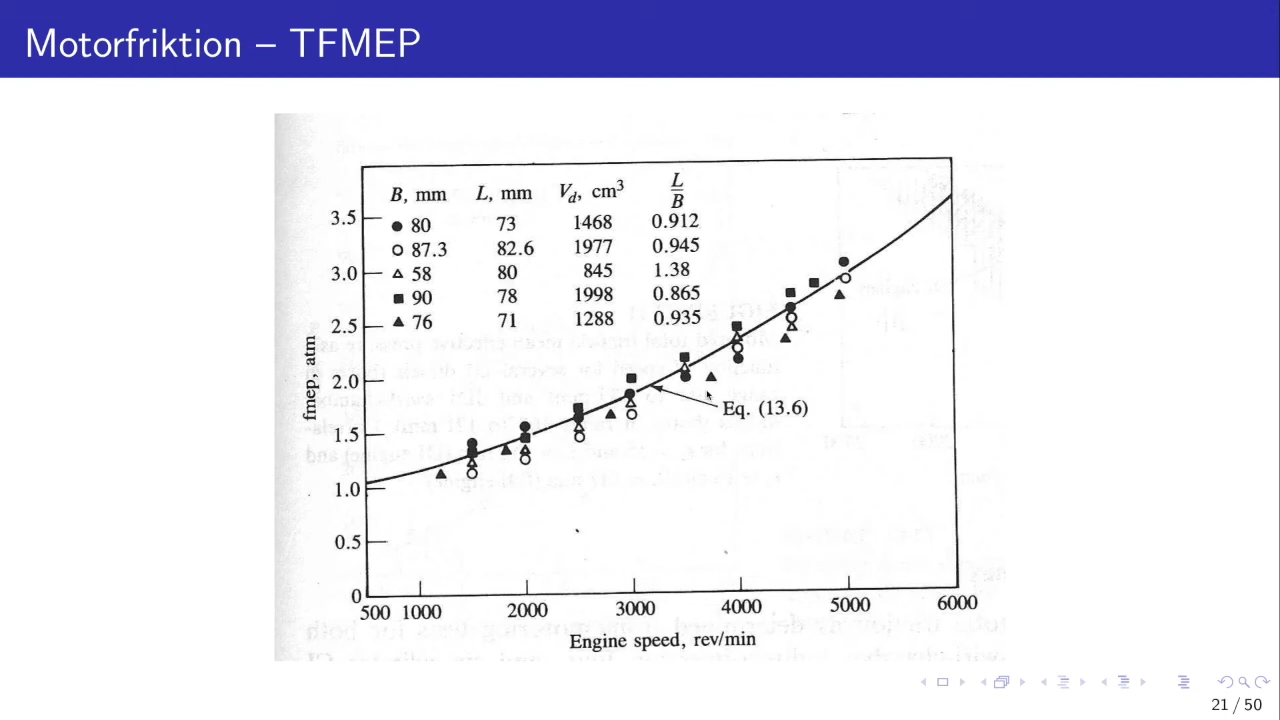 Motorfriktion – TFMEP
B, mm L, mm V_d, cm³ L/B
● 80 73 1468 0.912
○ 87.3 82.6 1977 0.945
△ 58 80 845 1.38
■ 90 78 1998 0.865
▲ 76 71 1288 0.935
3.5
3.0
2.5
2.0
1.5
1.0
0.5
0
fmep, atm
Eq. (13.6)
500 1000 2000 3000 4000 5000 6000
Engine speed, rev/min
21 / 50